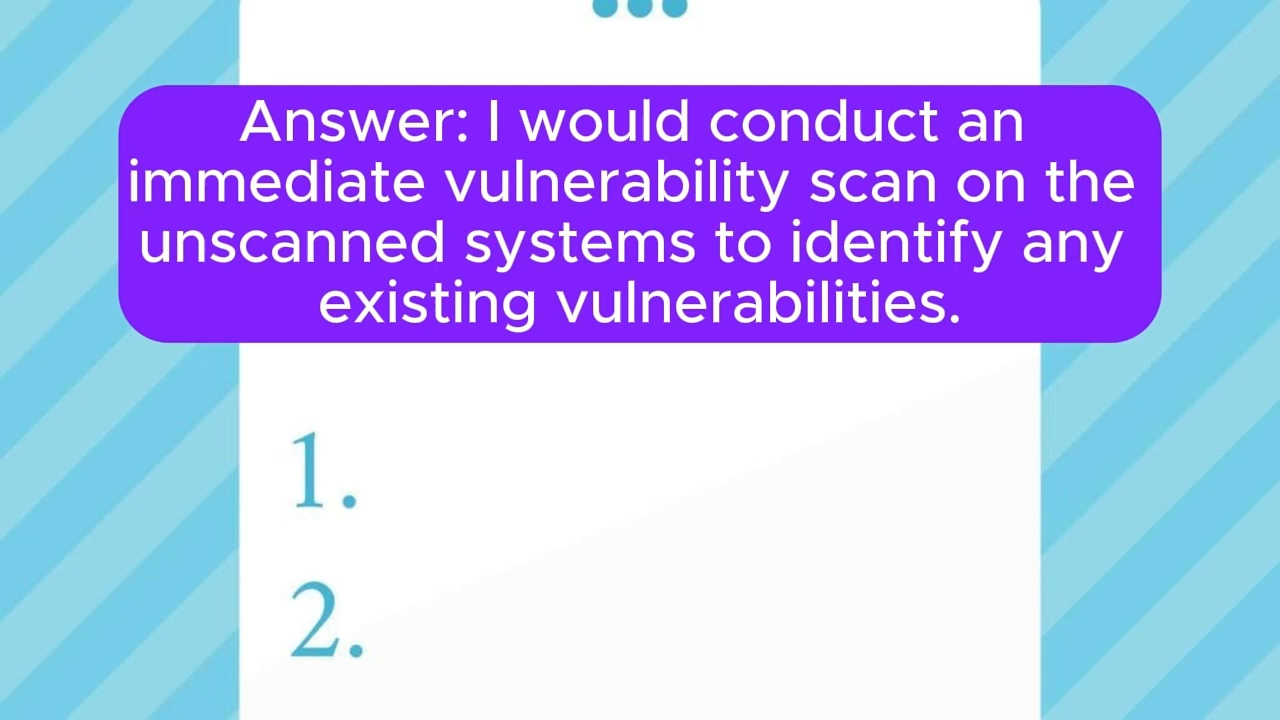 Answer: I would conduct an
immediate vulnerability scan on the
unscanned systems to identify any
existing vulnerabilities.
1.
2.